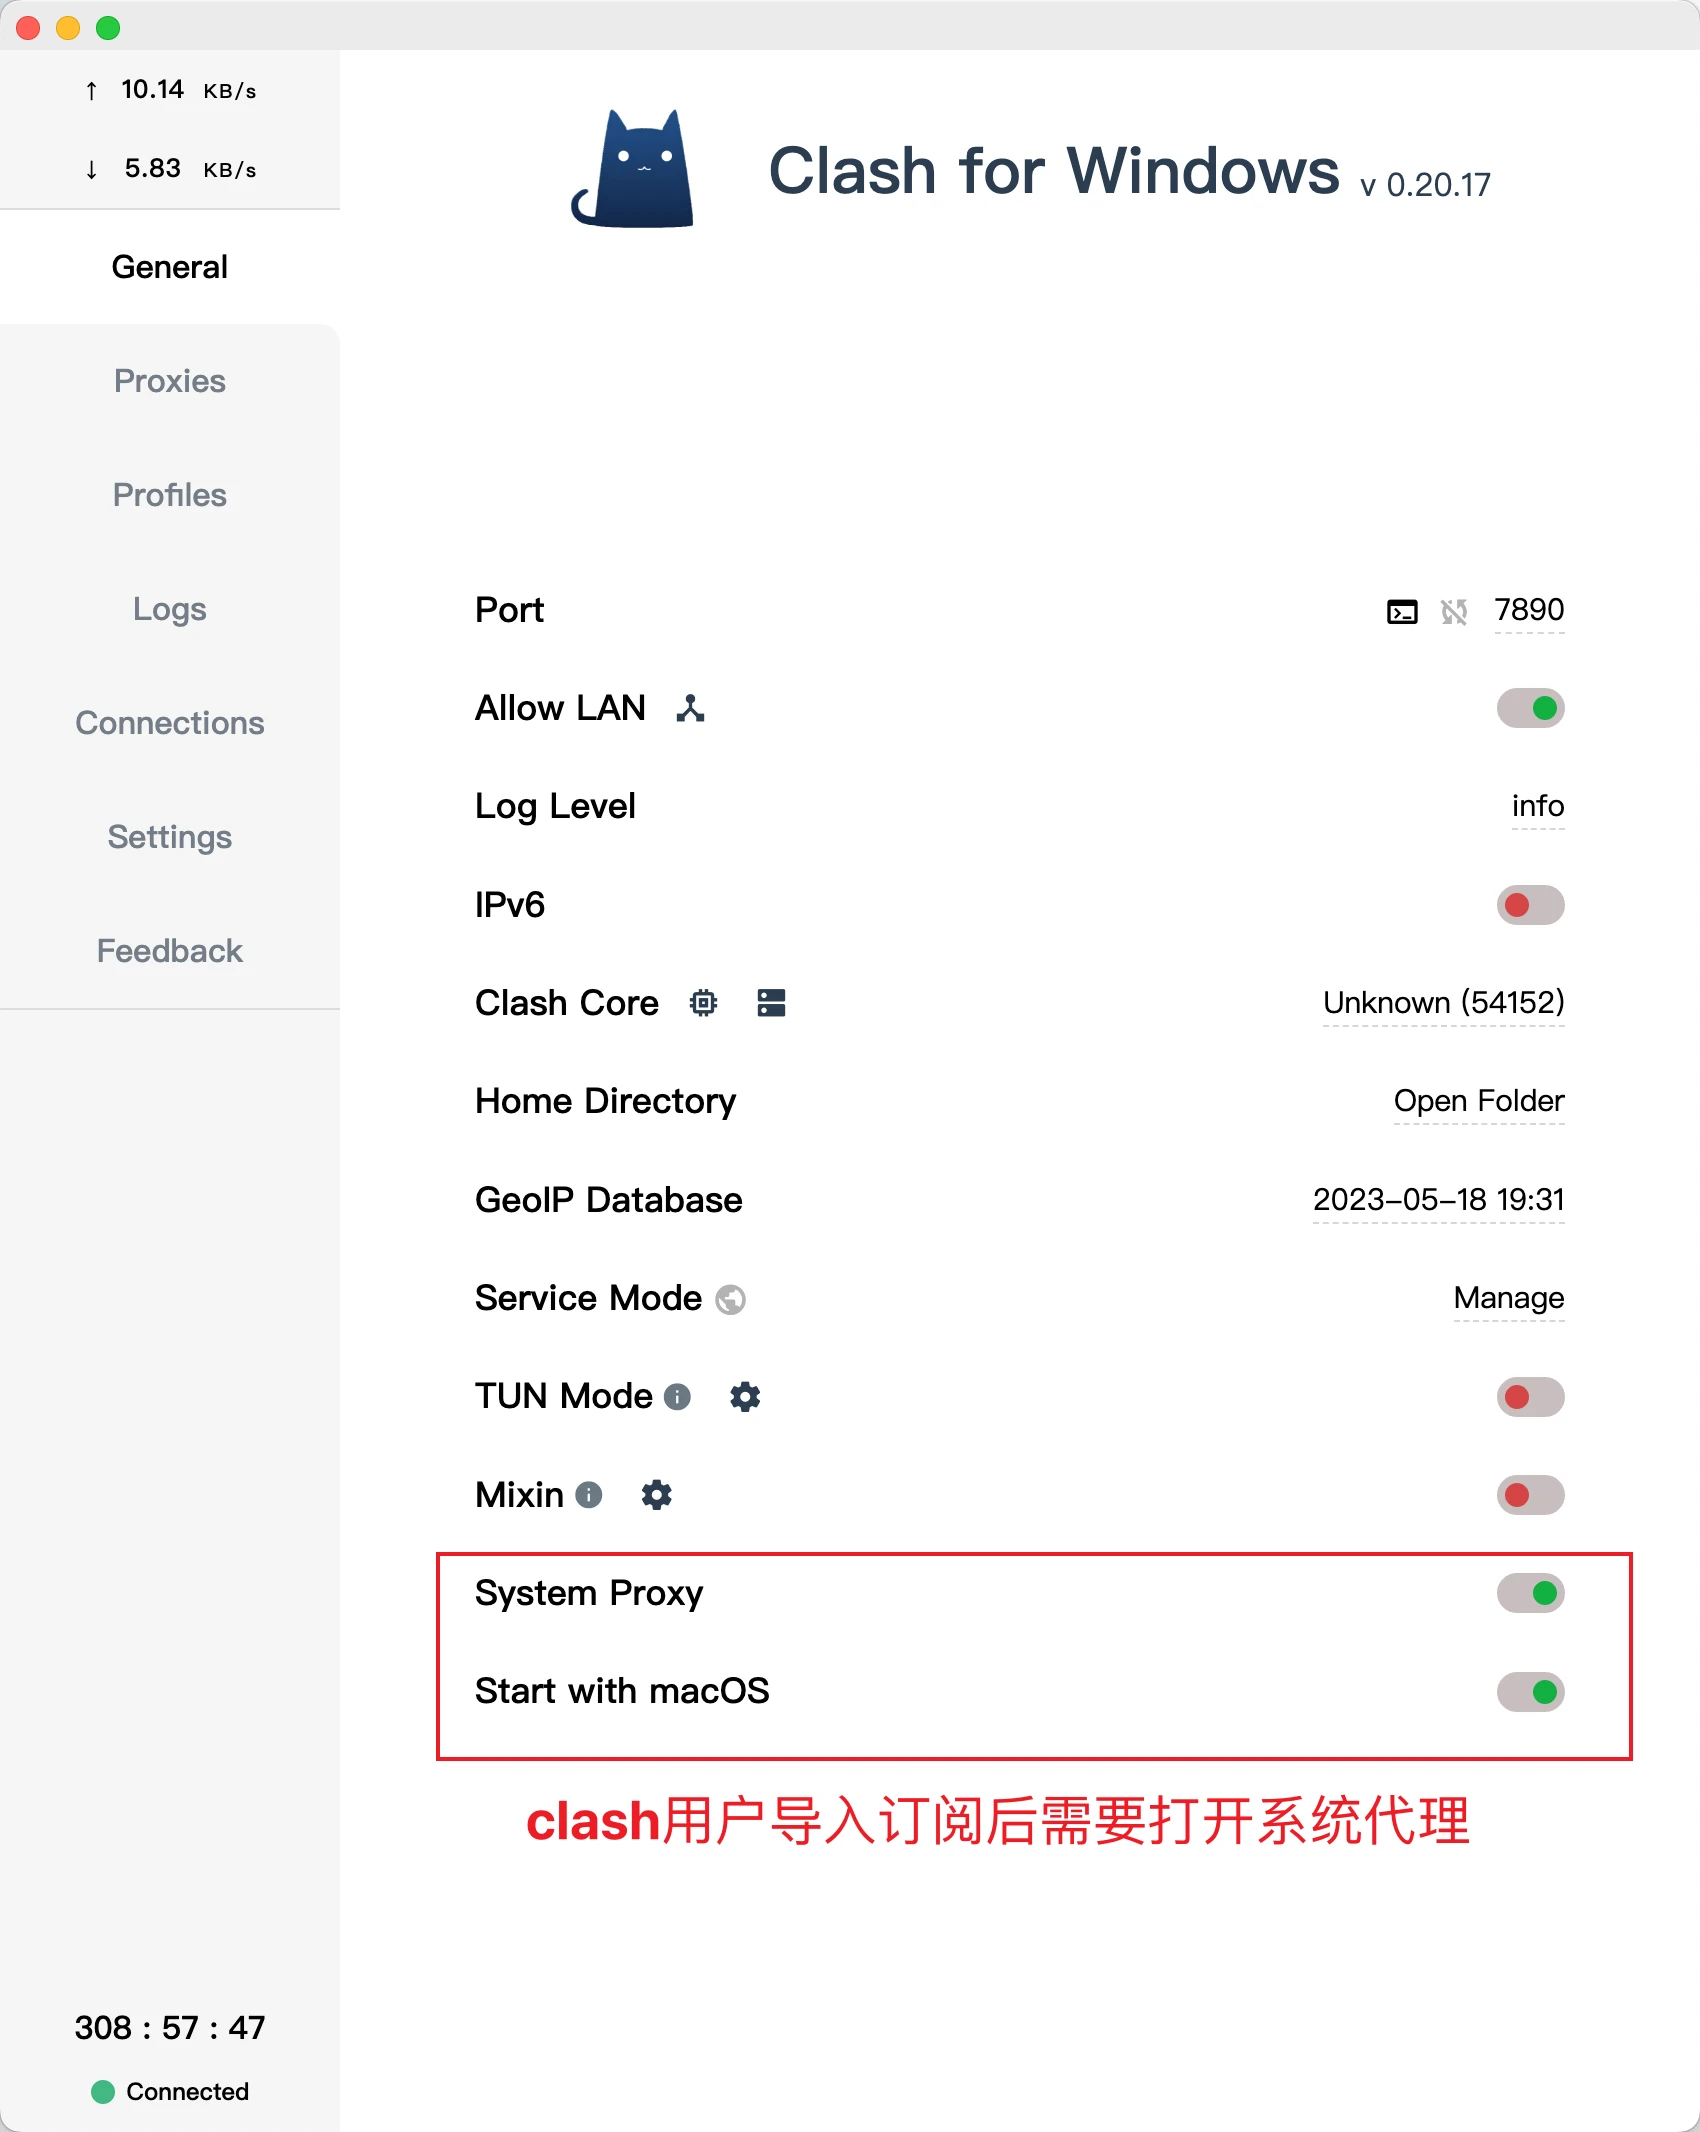 ↑ 10.14 KB/s
↓ 5.83 KB/s
General
Proxies
Profiles
Logs
Connections
Settings
Feedback
308 : 57 : 47
Connected
Clash for Windows v 0.20.17
Port 7890
Allow LAN
Log Level info
IPv6
Clash Core Unknown (54152)
Home Directory Open Folder
GeoIP Database 2023-05-18 19:31
Service Mode Manage
TUN Mode
Mixin
System Proxy
Start with macOS
clash用户导入订阅后需要打开系统代理